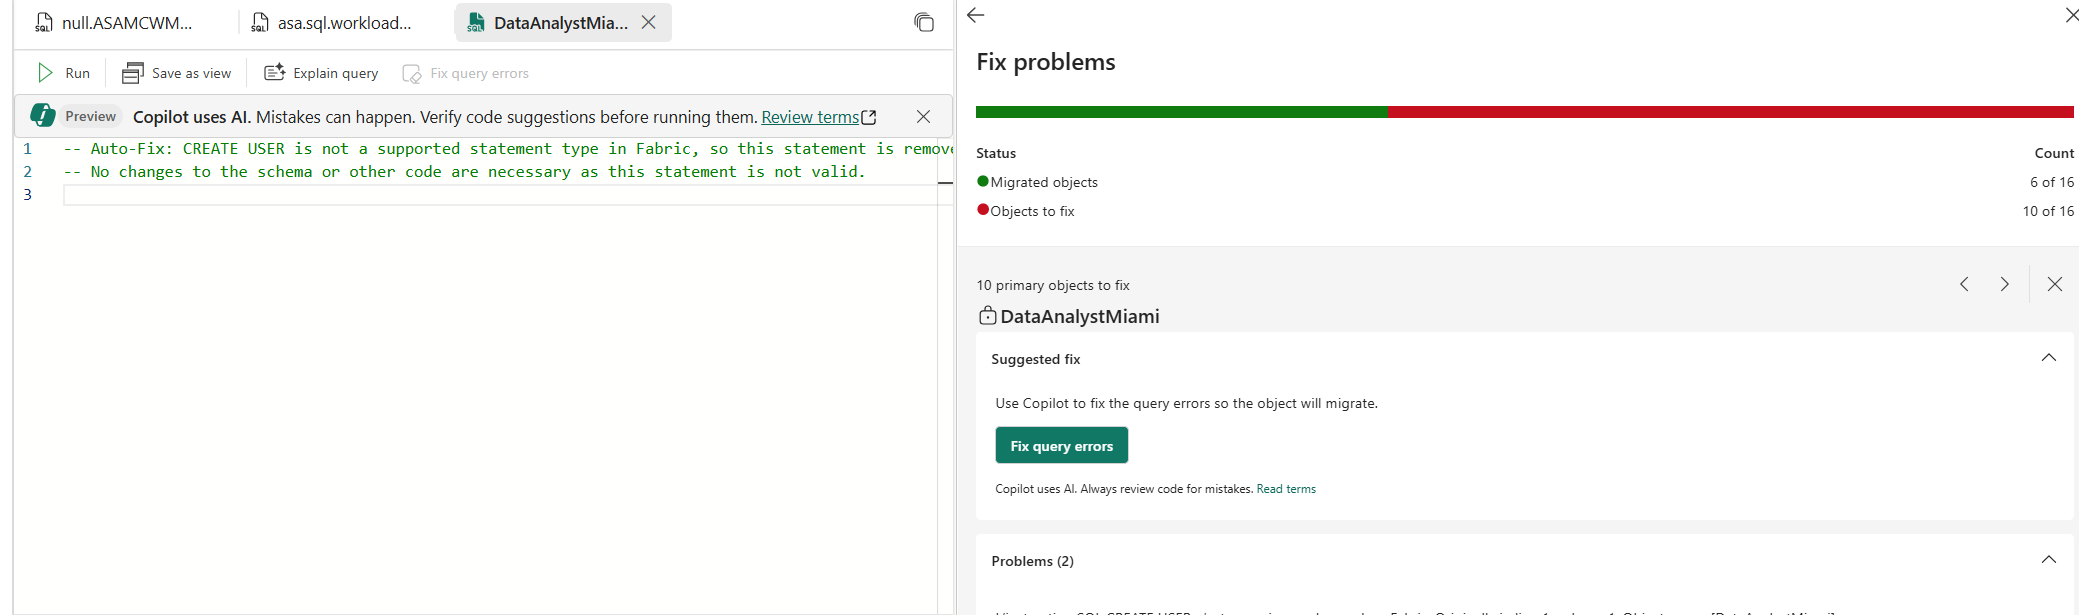 null.ASAMCWM...
asa.sql.workload...
DataAnalystMia...
Run
Save as view
Explain query
Fix query errors
Preview
Copilot uses AI. Mistakes can happen. Verify code suggestions before running them. Review terms
1 -- Auto-Fix: CREATE USER is not a supported statement type in Fabric, so this statement is remove
2 -- No changes to the schema or other code are necessary as this statement is not valid.
3
Fix problems
Status Count
Migrated objects 6 of 16
Objects to fix 10 of 16
10 primary objects to fix
DataAnalystMiami
Suggested fix
Use Copilot to fix the query errors so the object will migrate.
Fix query errors
Copilot uses AI. Always review code for mistakes. Read terms
Problems (2)